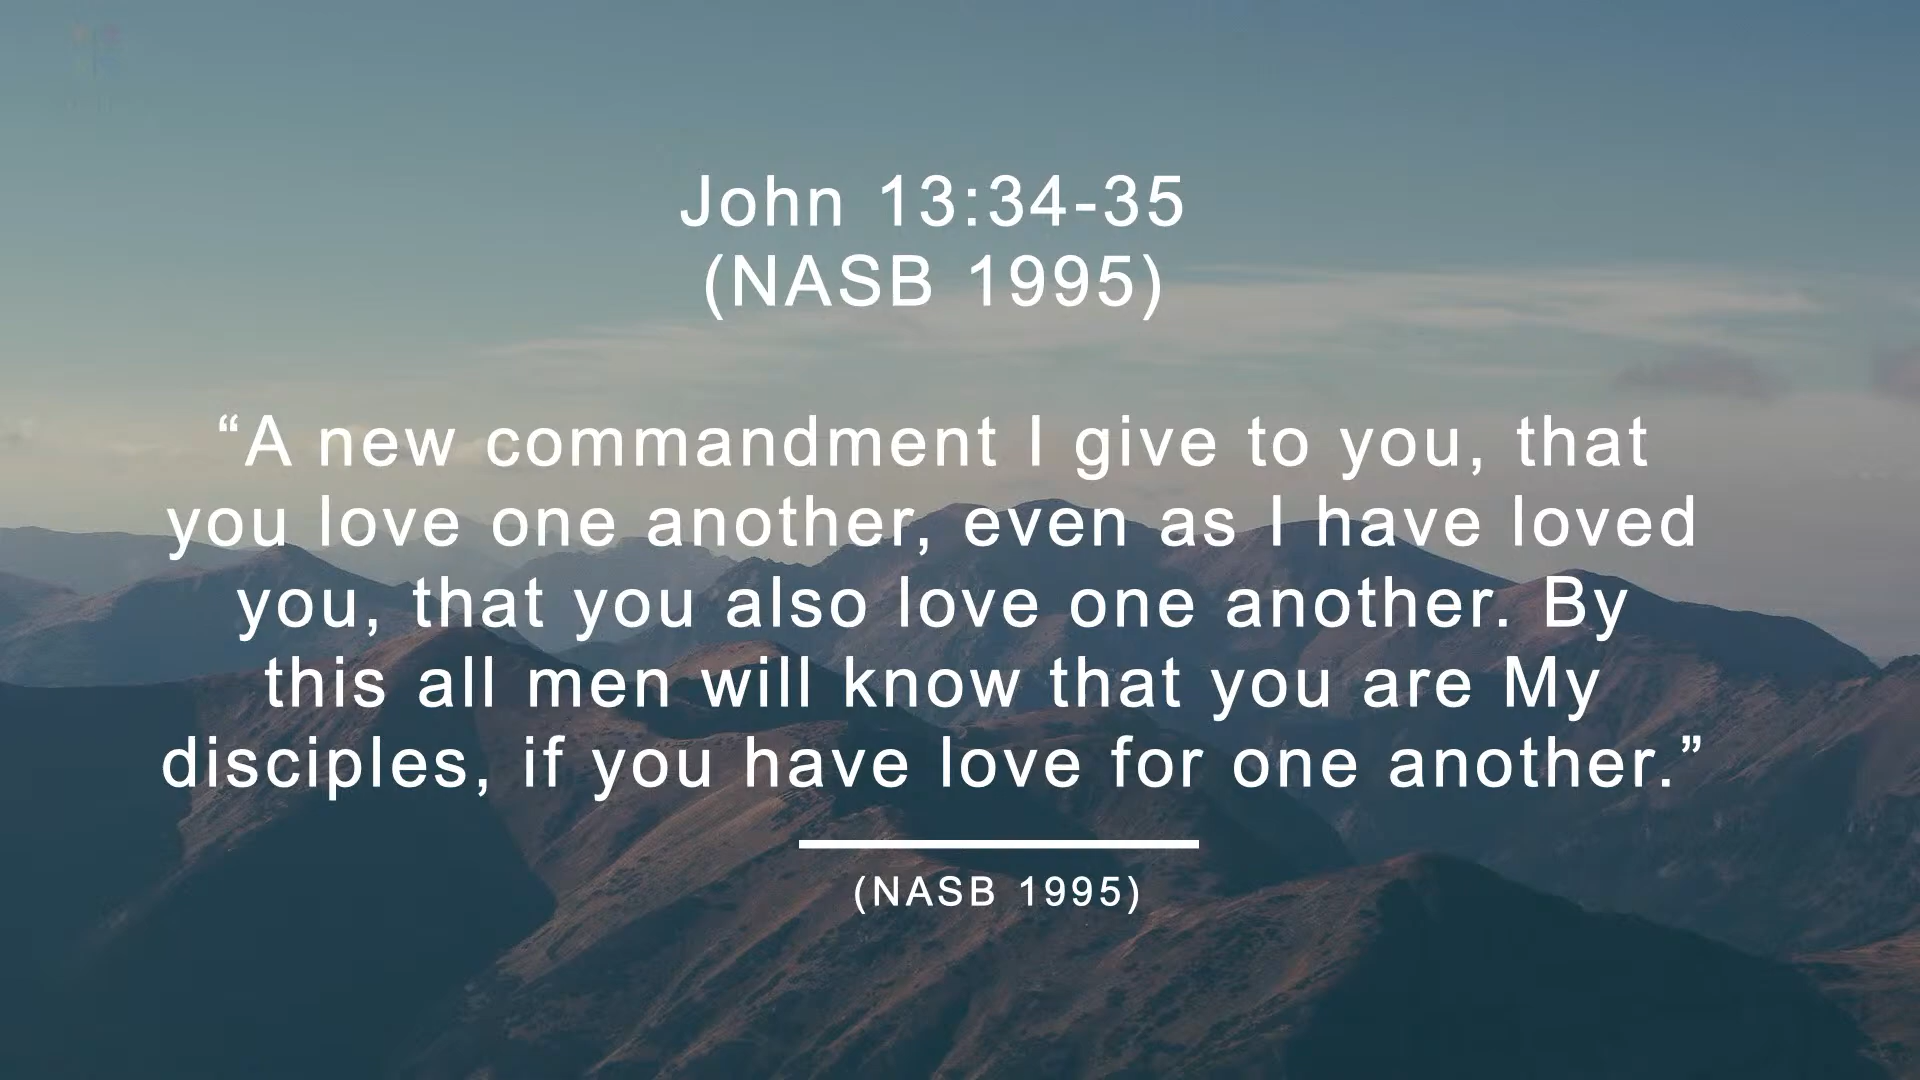 John 13:34-35
(NASB 1995)
“A new commandment I give to you, that
you love one another, even as I have loved
you, that you also love one another. By
this all men will know that you are My
disciples, if you have love for one another.”
(NASB 1995)